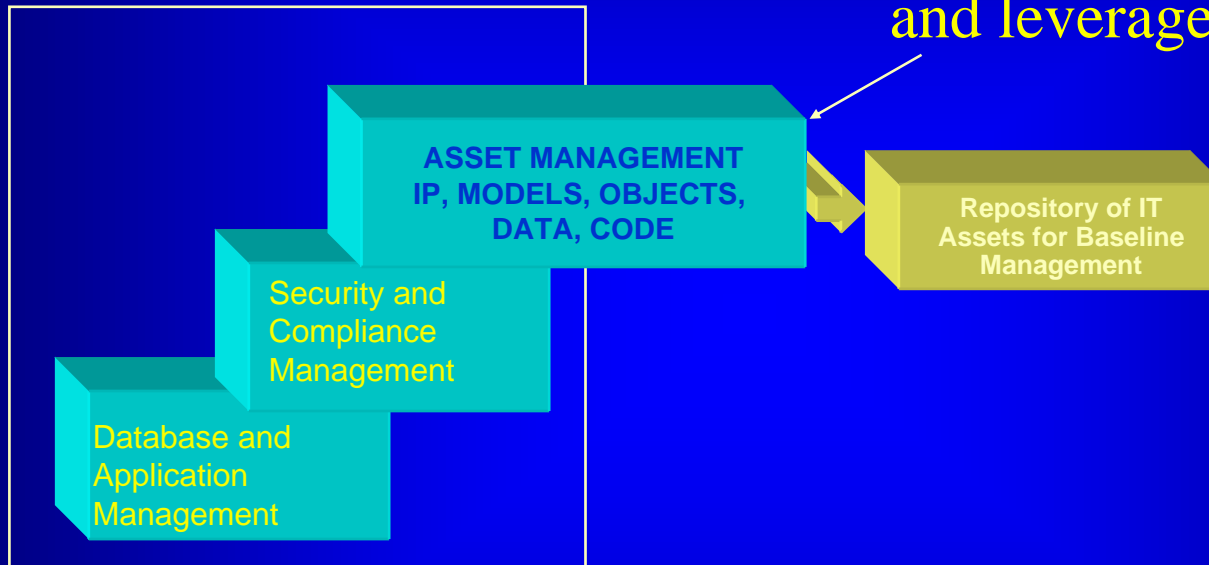 and leverage
ASSET MANAGEMENT
IP, MODELS, OBJECTS,
DATA, CODE
Repository of IT
Assets for Baseline
Management
Security and
Compliance
Management
Database and
Application
Management